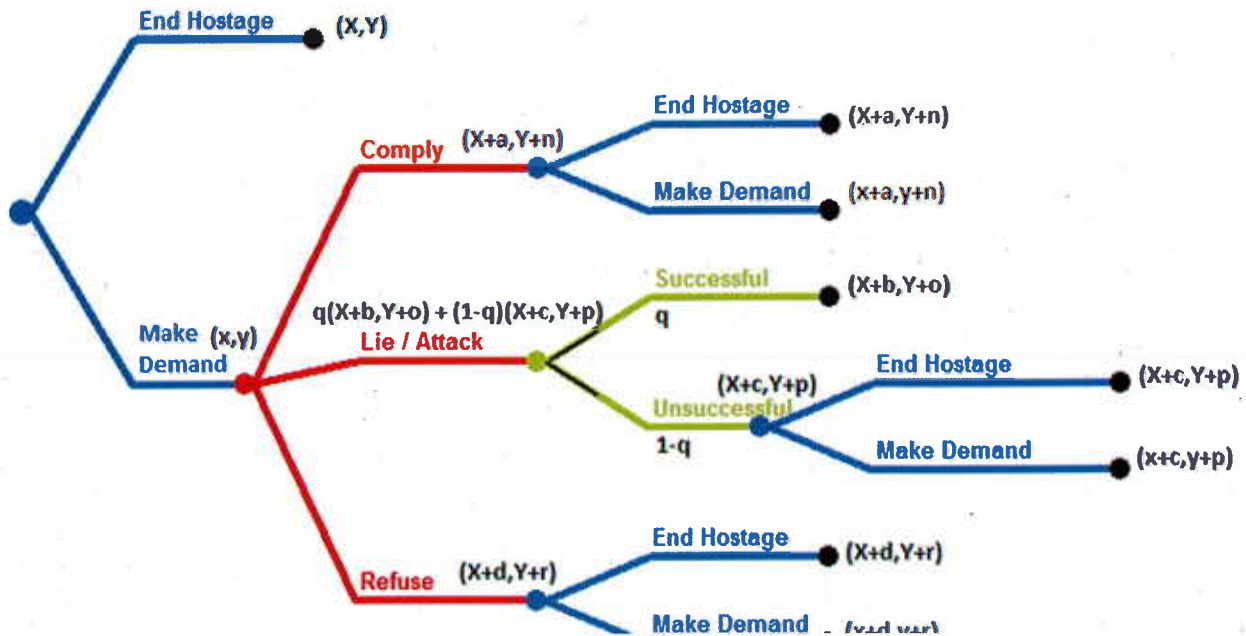 End Hostage (X,Y)
End Hostage (X+a,Y+n)
Comply (X+a,Y+n)
Make Demand (x+a,y+n)
Successful (X+b,Y+o)
q
q(X+b,Y+o) + (1-q)(X+c,Y+p)
Make (x,y)
Demand
Lie / Attack
End Hostage (X+c,Y+p)
(X+c,Y+p)
Unsuccessful
1-q
Make Demand (x+c,y+p)
End Hostage (X+d,Y+r)
Refuse (X+d,Y+r)
Make Demand (x+d,y+r)